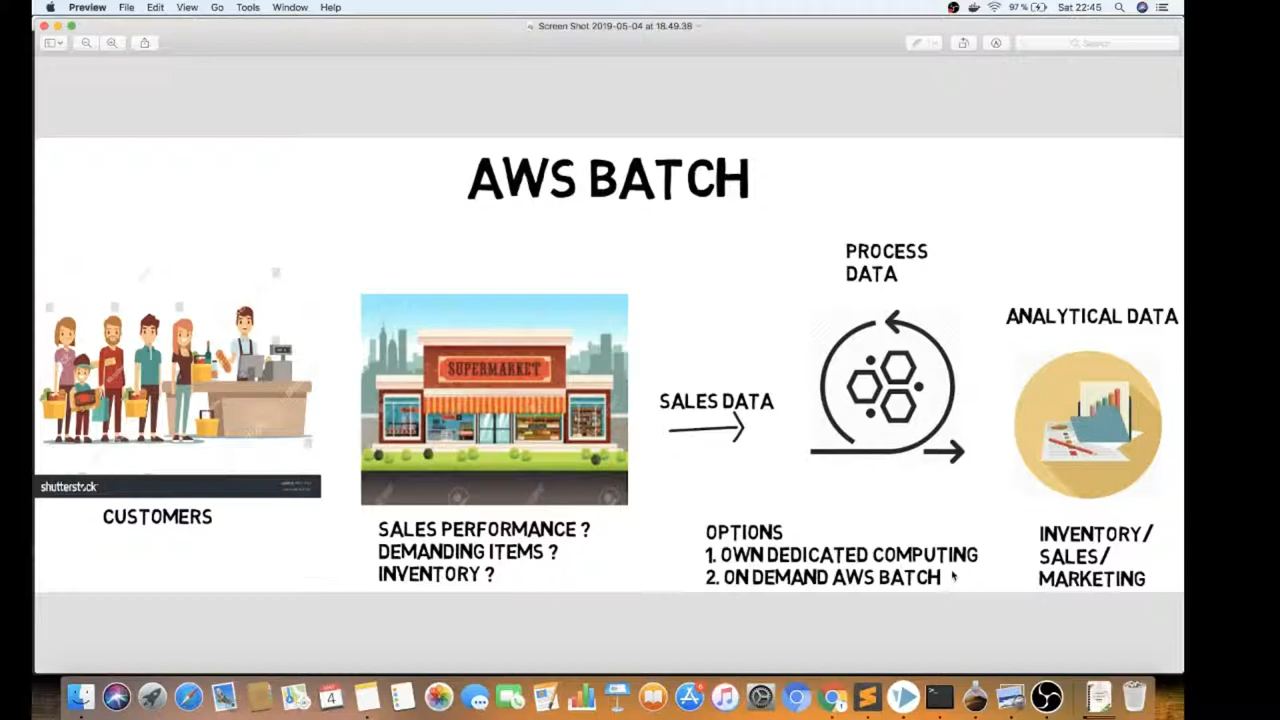 Preview File Edit View Go Tools Window Help
97% Sat 22:45
Screen Shot 2019-05-04 at 18.49.38
Search
AWS BATCH
PROCESS
DATA
ANALYTICAL DATA
SUPERMARKET
SALES DATA
shutterstock
CUSTOMERS
SALES PERFORMANCE ?
DEMANDING ITEMS ?
INVENTORY ?
OPTIONS
1. OWN DEDICATED COMPUTING
2. ON DEMAND AWS BATCH
INVENTORY/
SALES/
MARKETING
4